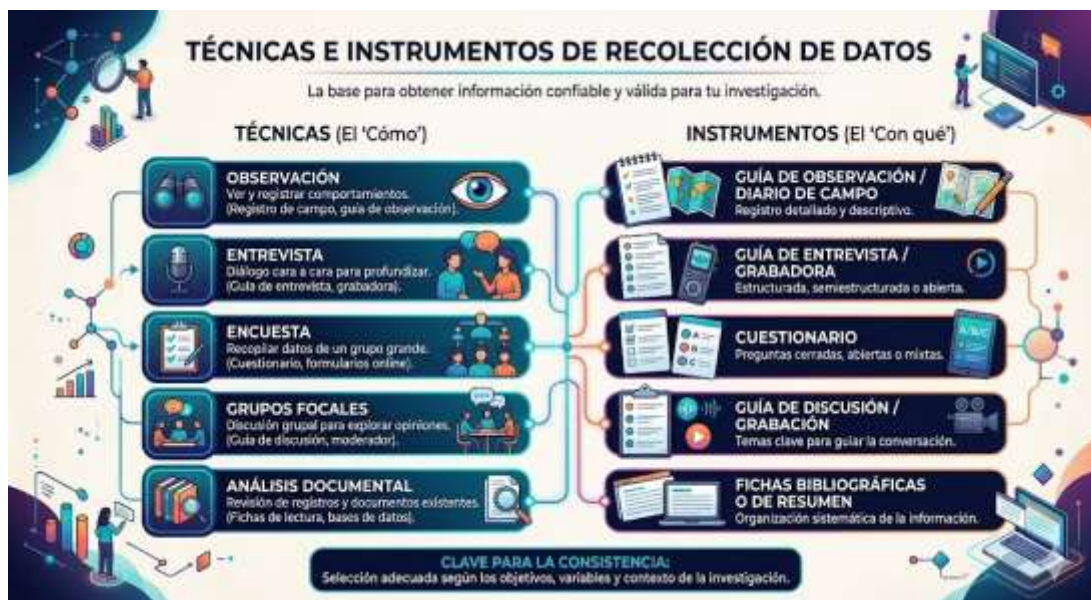 TÉCNICAS E INSTRUMENTOS DE RECOLECCIÓN DE DATOS
La base para obtener información confiable y válida para tu investigación.
TÉCNICAS (El 'Cómo')
OBSERVACIÓN
Ver y registrar comportamientos.
(Registro de campo, guía de observación).
ENTREVISTA
Diálogo cara a cara para profundizar.
(Guía de entrevista, grabadora).
ENCUESTA
Recopilar datos de un grupo grande.
(Cuestionario, formularios online).
GRUPOS FOCALES
Discusión grupal para explorar opiniones.
(Guía de discusión, moderador).
ANÁLISIS DOCUMENTAL
Revisión de registros y documentos existentes.
(Fichas de lectura, bases de datos).
INSTRUMENTOS (El 'Con qué')
GUÍA DE OBSERVACIÓN /
DIARIO DE CAMPO
Registro detallado y descriptivo.
GUÍA DE ENTREVISTA /
GRABADORA
Estructurada, semiestructurada o abierta.
CUESTIONARIO
Preguntas cerradas, abiertas o mixtas.
A
B
C
A/B/C
GUÍA DE DISCUSIÓN /
GRABACIÓN
Temas clave para guiar la conversación.
FICHAS BIBLIOGRÁFICAS
O DE RESUMEN
Organización sistemática de la información.
CLAVE PARA LA CONSISTENCIA:
Selección adecuada según los objetivos, variables y contexto de la investigación.